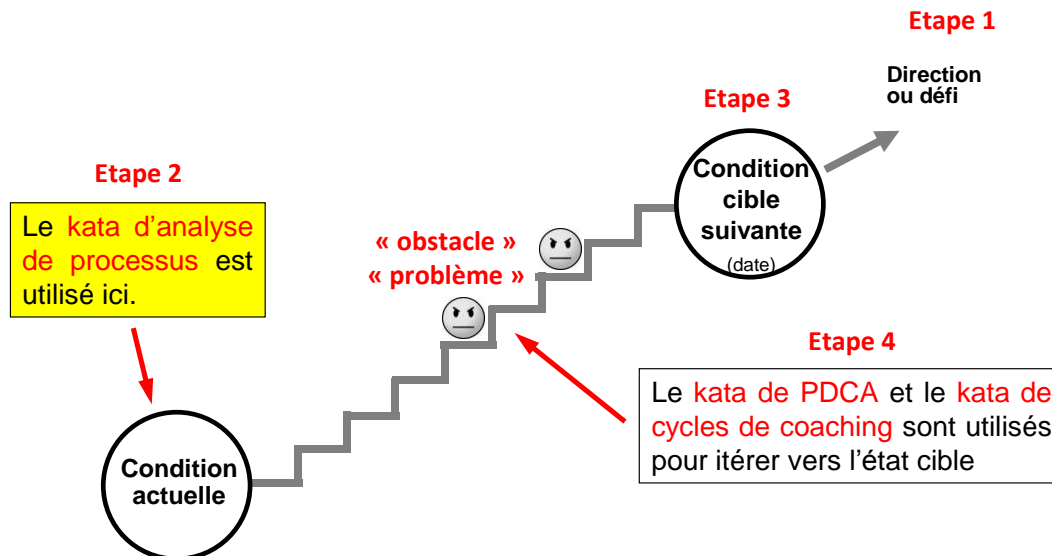 Etape 1
Direction
ou défi
Etape 3
Condition
cible
suivante
(date)
Etape 2
Le kata d'analyse
de processus est
utilisé ici.
« obstacle »
« problème »
Etape 4
Le kata de PDCA et le kata de
cycles de coaching sont utilisés
pour itérer vers l'état cible
Condition
actuelle